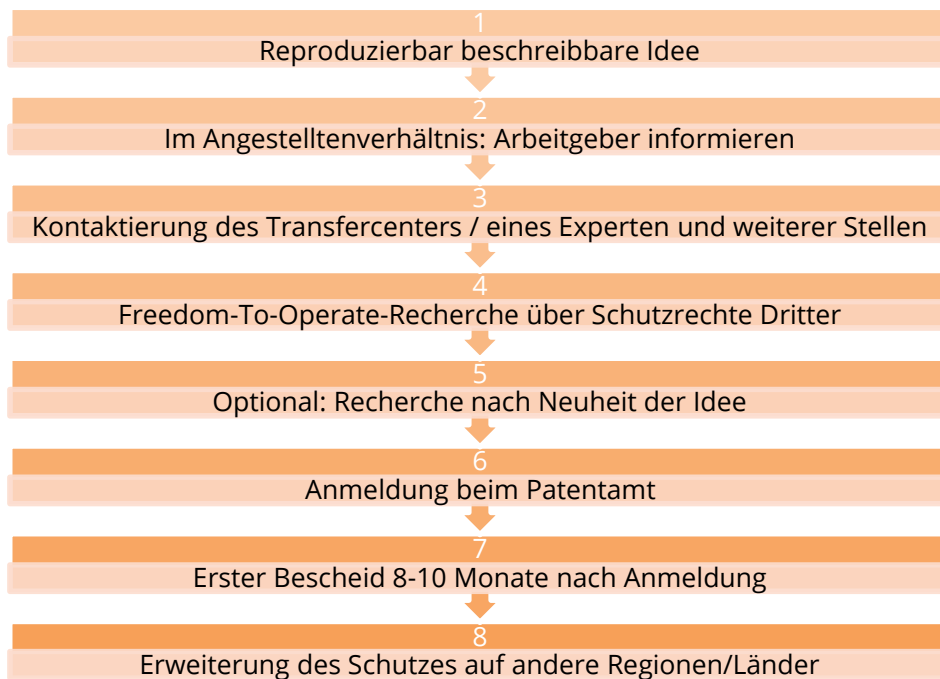 1
Reproduzierbar beschreibbare Idee
2
Im Angestelltenverhältnis: Arbeitgeber informieren
3
Kontaktierung des Transfercenters / eines Experten und weiterer Stellen
4
Freedom-To-Operate-Recherche über Schutzrechte Dritter
5
Optional: Recherche nach Neuheit der Idee
6
Anmeldung beim Patentamt
7
Erster Bescheid 8-10 Monate nach Anmeldung
8
Erweiterung des Schutzes auf andere Regionen/Länder